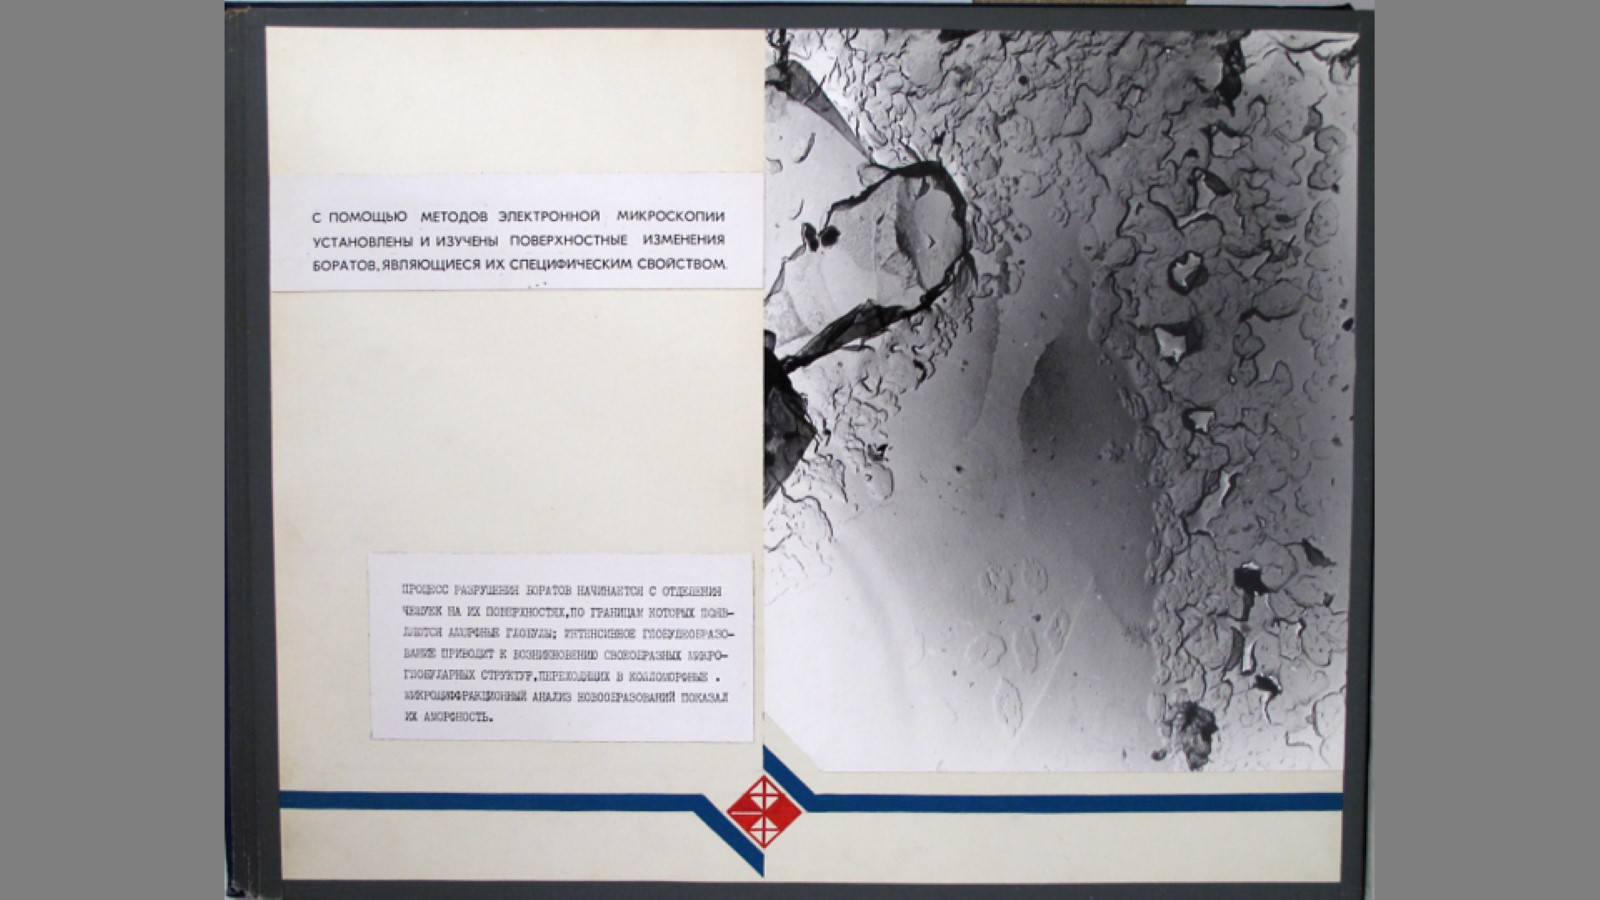 С ПОМОЩЬЮ МЕТОДОВ ЭЛЕКТРОННОЙ МИКРОСКОПИИ
УСТАНОВЛЕНЫ И ИЗУЧЕНЫ ПОВЕРХНОСТНЫЕ ИЗМЕНЕНИЯ
БОРАТОВ, ЯВЛЯЮЩИЕСЯ ИХ СПЕЦИФИЧЕСКИМ СВОЙСТВОМ.
ПРОЦЕСС РАЗРУШЕНИЯ БОРАТОВ НАЧИНАЕТСЯ С ОТДЕЛЕНИЯ
ЧЕШУЕК НА ИХ ПОВЕРХНОСТЯХ, ПО ГРАНИЦАМ КОТОРЫХ ПОЯВ-
ЛЯЮТСЯ АМОРФНЫЕ ГЛОБУЛЫ; ИНТЕНСИВНОЕ ГЛОБУЛЕОБРАЗО-
ВАНИЕ ПРИВОДИТ К ВОЗНИКНОВЕНИЮ СВОЕОБРАЗНЫХ МИКРО-
ГЛОБУЛЯРНЫХ СТРУКТУР, ПЕРЕХОДЯЩИХ В КОЛЛОМОРФНЫЕ .
МИКРОДИФФРАКЦИОННЫЙ АНАЛИЗ НОВООБРАЗОВАНИЙ ПОКАЗАЛ
ИХ АМОРФНОСТЬ.